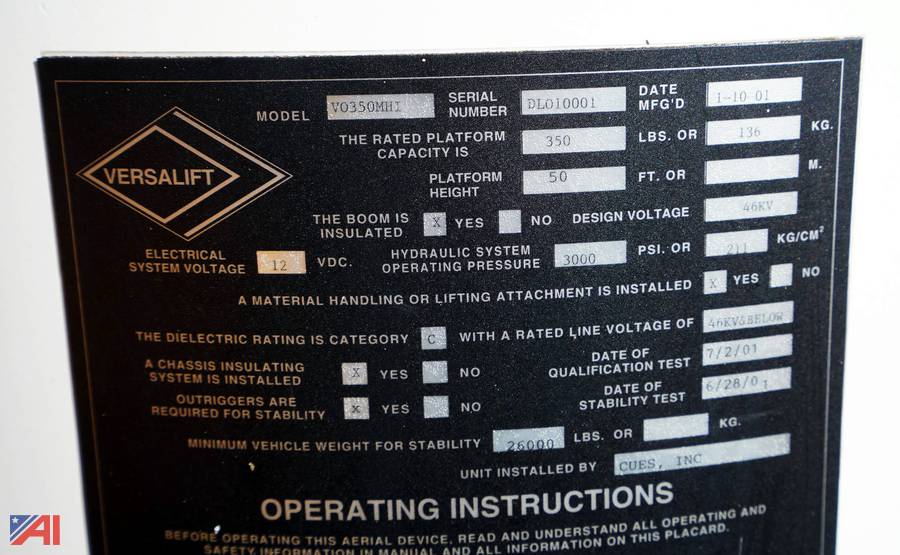 MODEL VO350MHI SERIAL NUMBER DL010001 DATE MFG'D 1-10-01
VERSALIFT
THE RATED PLATFORM CAPACITY IS 350 LBS. OR 136 KG.
PLATFORM HEIGHT 50 FT. OR M.
THE BOOM IS INSULATED X YES NO DESIGN VOLTAGE 46KV
ELECTRICAL SYSTEM VOLTAGE 12 VDC. HYDRAULIC SYSTEM OPERATING PRESSURE 3000 PSI. OR 211 KG/CM²
A MATERIAL HANDLING OR LIFTING ATTACHMENT IS INSTALLED X YES NO
THE DIELECTRIC RATING IS CATEGORY C WITH A RATED LINE VOLTAGE OF 46KV&BELOW
A CHASSIS INSULATING SYSTEM IS INSTALLED X YES NO DATE OF QUALIFICATION TEST 7/2/01
OUTRIGGERS ARE REQUIRED FOR STABILITY x YES NO DATE OF STABILITY TEST 6/28/01
MINIMUM VEHICLE WEIGHT FOR STABILITY 26000 LBS. OR KG.
UNIT INSTALLED BY CUES, INC
OPERATING INSTRUCTIONS
BEFORE OPERATING THIS AERIAL DEVICE, READ AND UNDERSTAND ALL OPERATING AND
SAFETY INFORMATION IN MANUAL AND ALL INFORMATION ON THIS PLACARD.
AI